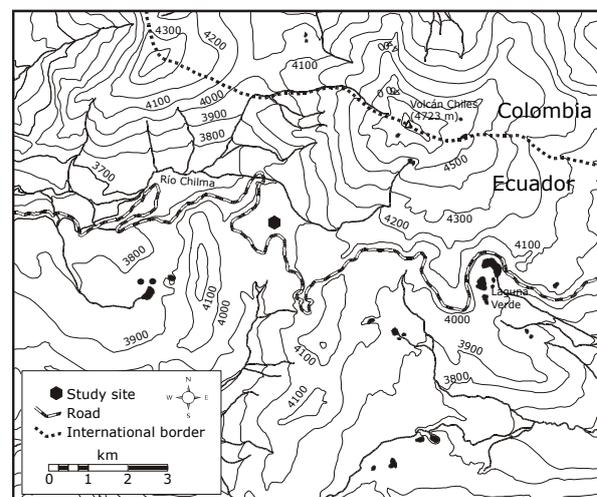 4300
4200
4100
4100
4000
3900
3800
Volcán Chiles
(4723 m)
Colombia
3700
Río Chilma
4500
Ecuador
4300
4200
4100
3800
4100
4000
Laguna
Verde
4000
3900
3900
3800
4100
4100
Study site
Road
International border
N
W
E
S
km
0
1
2
3